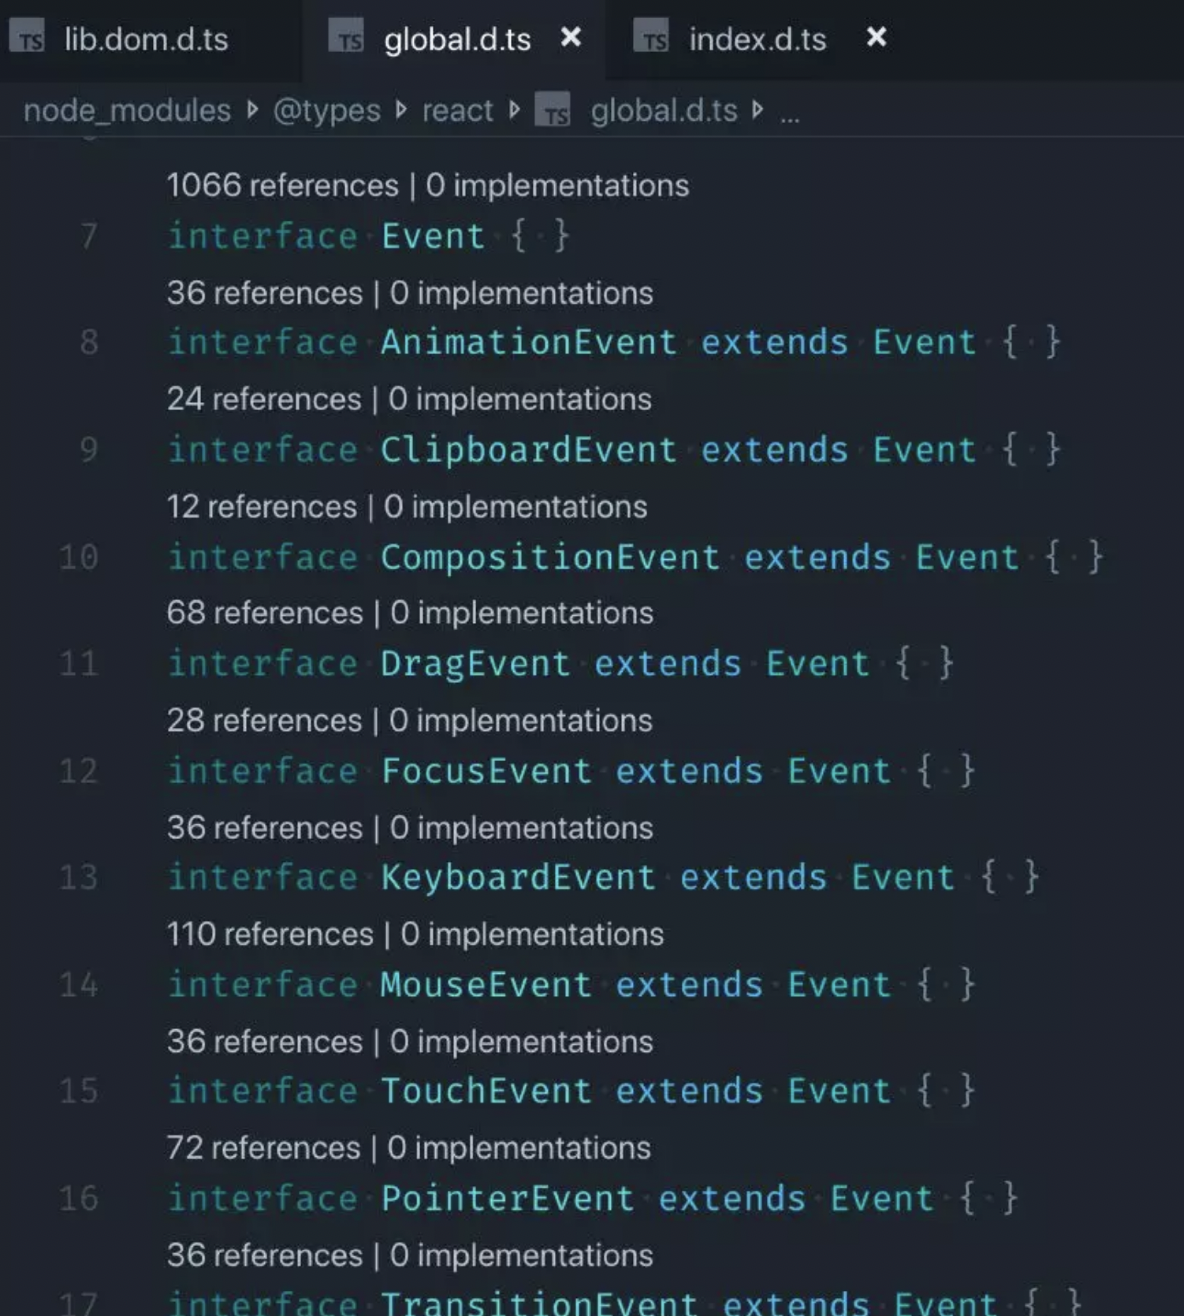 TS lib.dom.d.ts TS global.d.ts × TS index.d.ts ×
node_modules ▷ @types ▷ react ▷ TS global.d.ts ▷ ...
1066 references | 0 implementations
7 interface Event { }
36 references | 0 implementations
8 interface AnimationEvent extends Event { }
24 references | 0 implementations
9 interface ClipboardEvent extends Event { }
12 references | 0 implementations
10 interface CompositionEvent extends Event { }
68 references | 0 implementations
11 interface DragEvent extends Event { }
28 references | 0 implementations
12 interface FocusEvent extends Event { }
36 references | 0 implementations
13 interface KeyboardEvent extends Event { }
110 references | 0 implementations
14 interface MouseEvent extends Event { }
36 references | 0 implementations
15 interface TouchEvent extends Event { }
72 references | 0 implementations
16 interface PointerEvent extends Event { }
36 references | 0 implementations
17 interface TransitionEvent extends Event { }